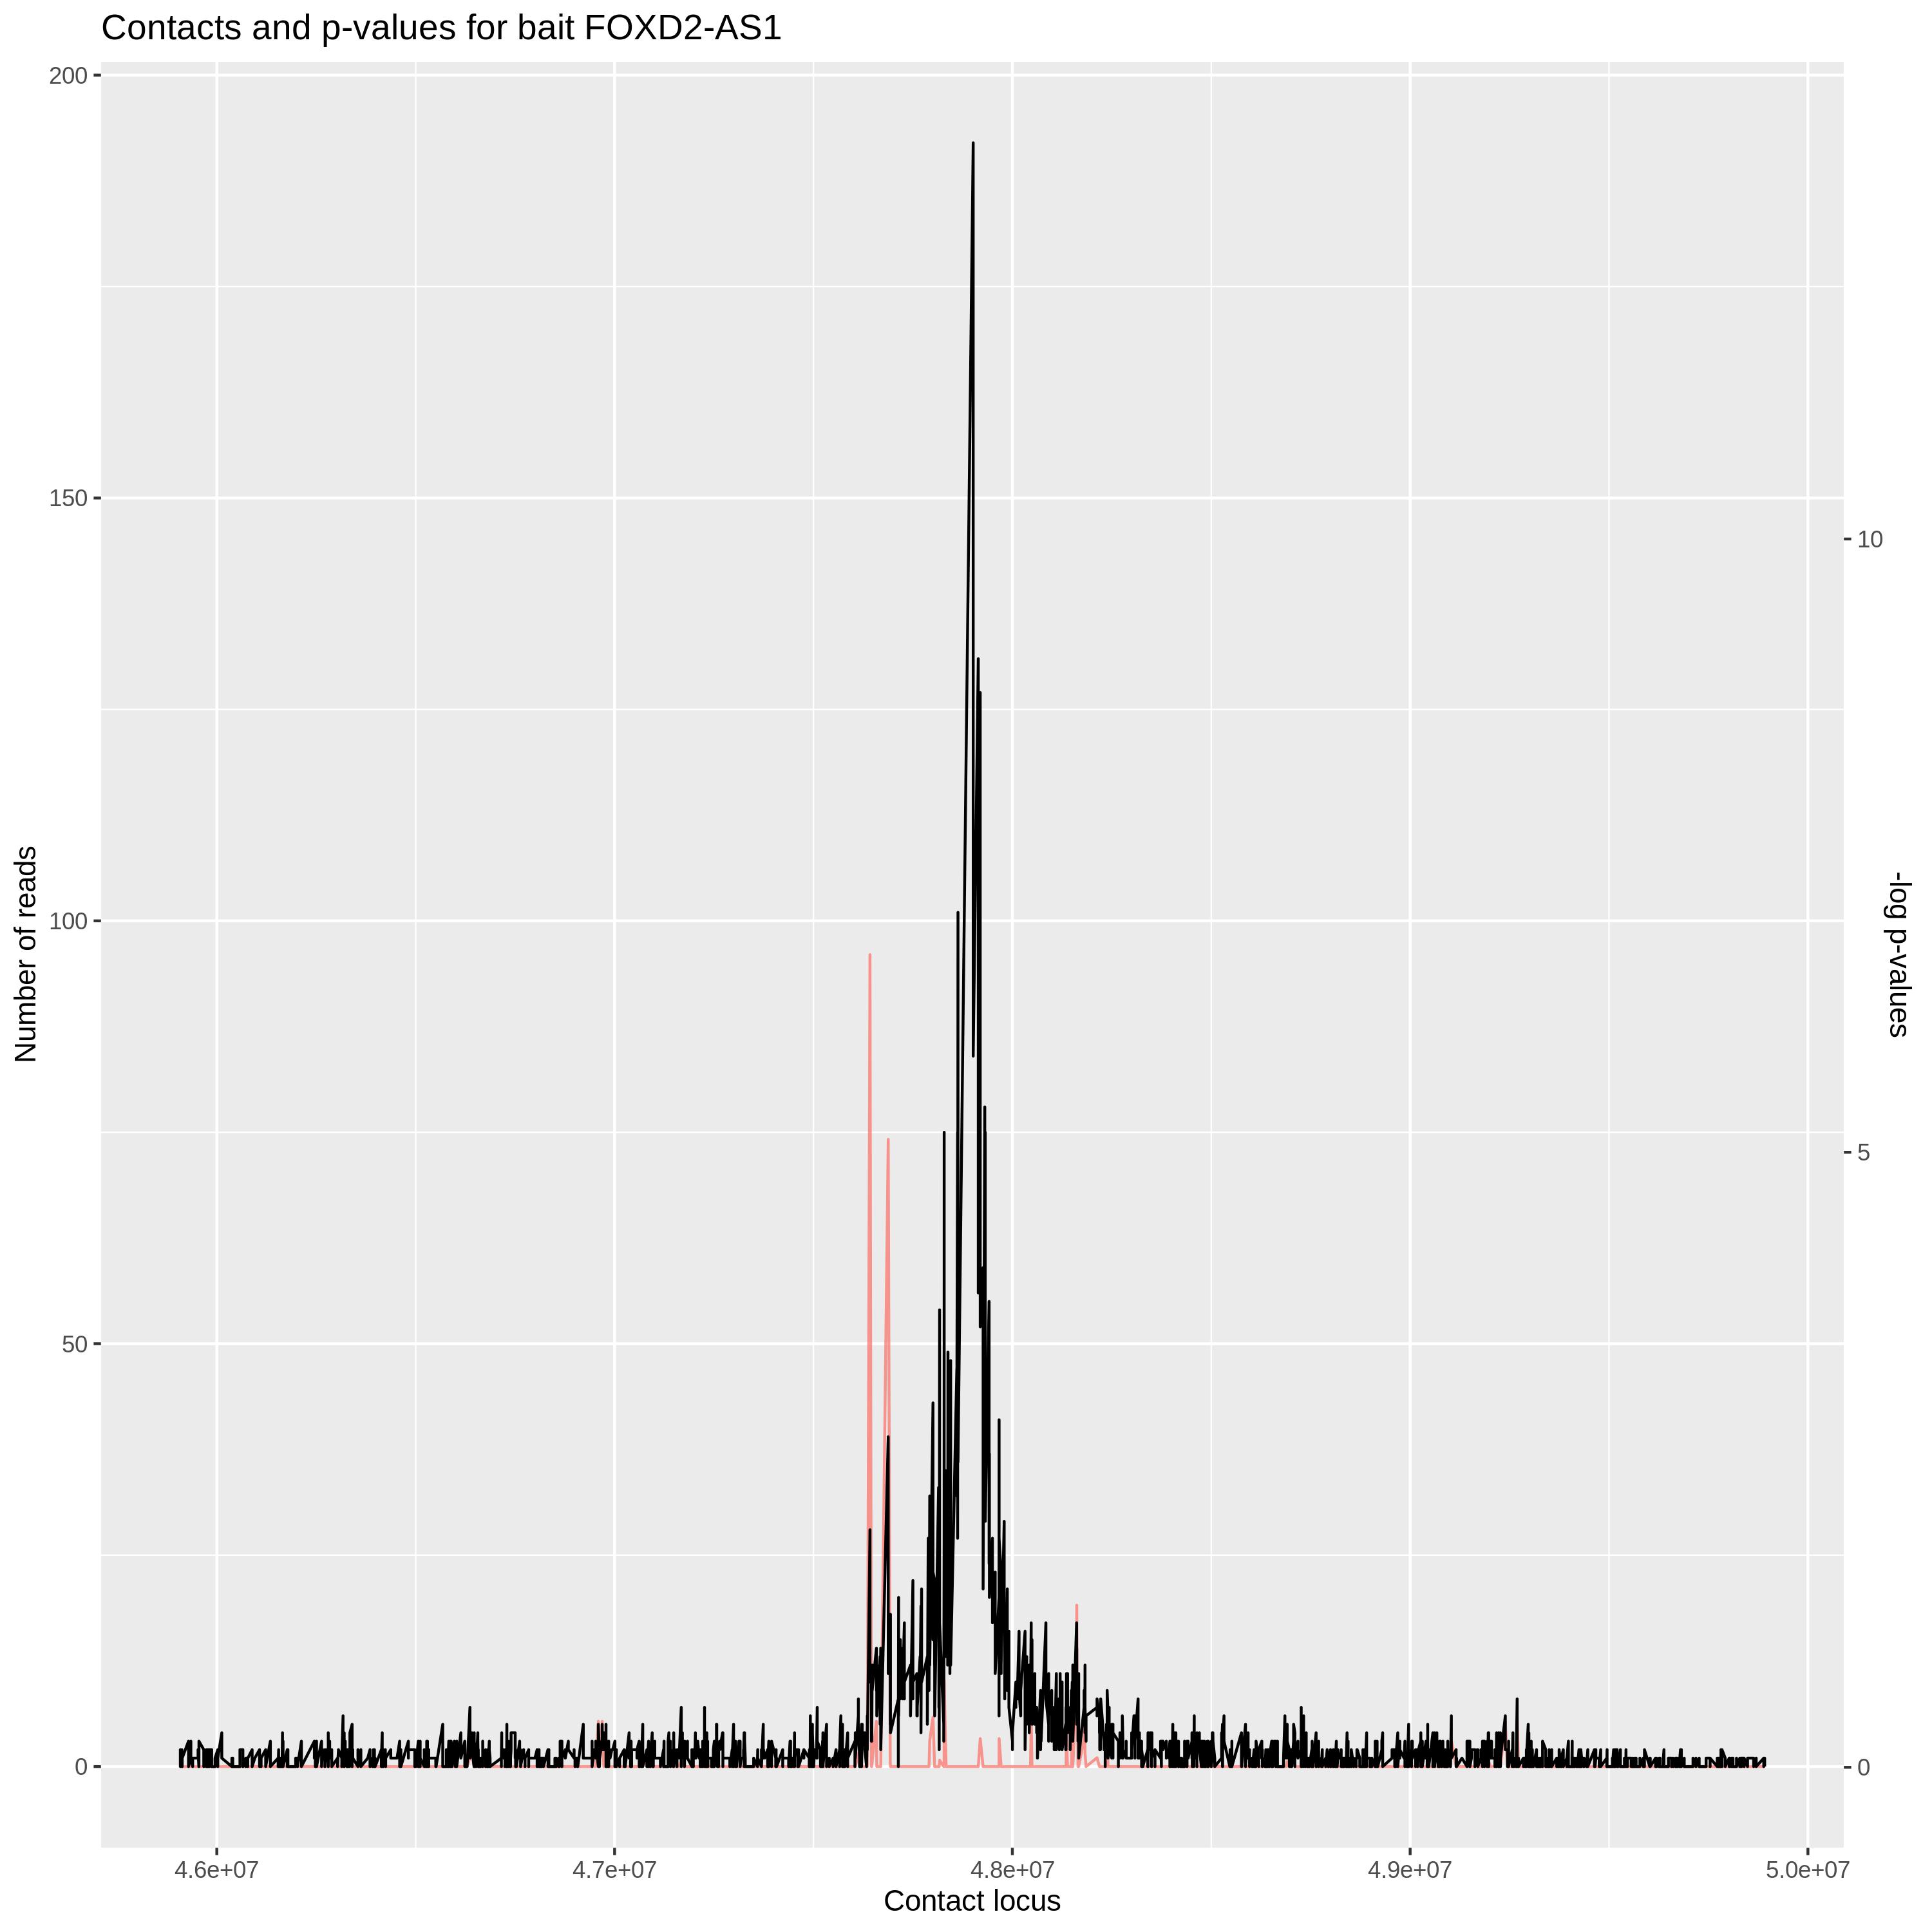 Contacts and p-values for bait FOXD2-AS1
200
150
100
50
0
Number of reads
10
5
0
-log p-values
4.6e+07
4.7e+07
4.8e+07
4.9e+07
5.0e+07
Contact locus